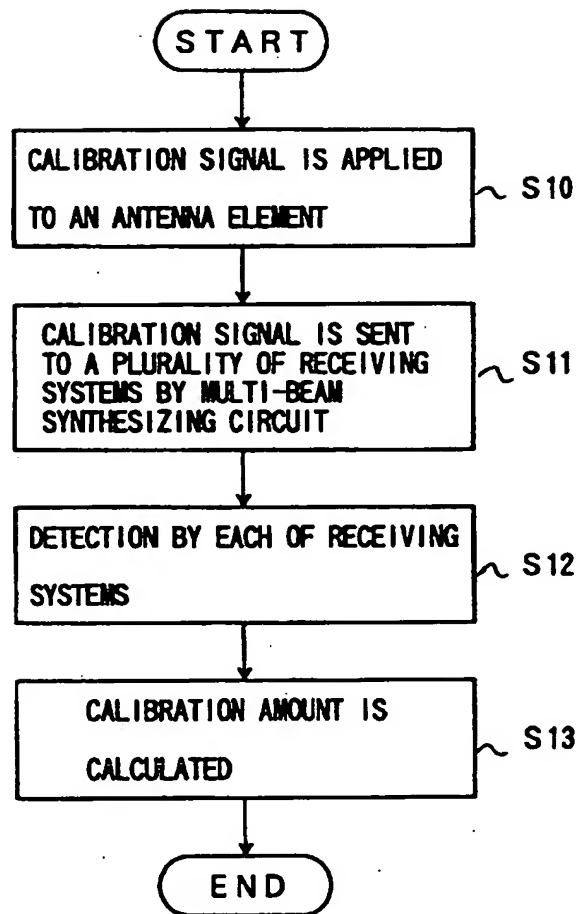 START
CALIBRATION SIGNAL IS APPLIED
TO AN ANTENNA ELEMENT
S10
CALIBRATION SIGNAL IS SENT
TO A PLURALITY OF RECEIVING
SYSTEMS BY MULTI-BEAM
SYNTHESIZING CIRCUIT
S11
DETECTION BY EACH OF RECEIVING
SYSTEMS
S12
CALIBRATION AMOUNT IS
CALCULATED
S13
END